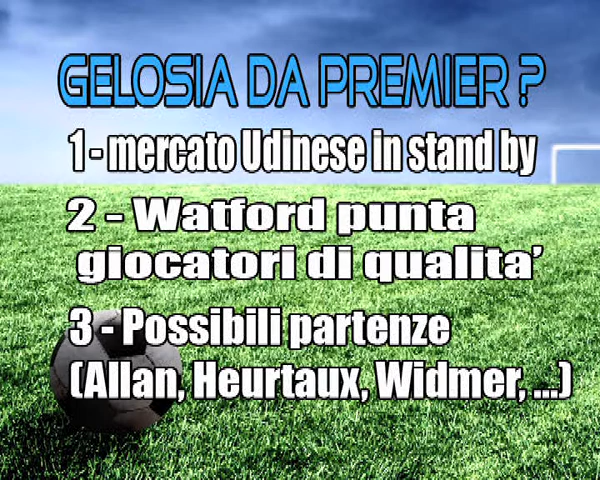 GELOSIA DA PREMIER ?
1 - mercato Udinese in stand by
2 - Watford punta
giocatori di qualita'
3 - Possibili partenze
(Allan, Heurtaux, Widmer, ...)